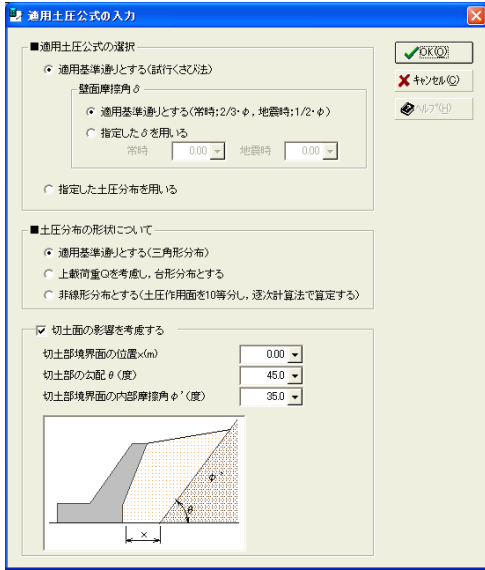 適用土圧公式の入力
■適用土圧公式の選択
適用基準通りとする(試行くさび法)
壁面摩擦角δ
適用基準通りとする(常時;2/3・φ, 地震時;1/2・φ)
指定したδを用いる
常時 0.00 地震時 0.00
指定した土圧分布を用いる
OK(O)
キャンセル(C)
ヘルプ(H)
■土圧分布の形状について
適用基準通りとする(三角形分布)
上載荷重Qを考慮し, 台形分布とする
非線形分布とする(土圧作用面を10等分し, 逐次計算法で算定する)
切土面の影響を考慮する
切土部境界面の位置x(m) 0.00
切土部の勾配θ(度) 45.0
切土部境界面の内部摩擦角φ'(度) 35.0
φ'
θ
x